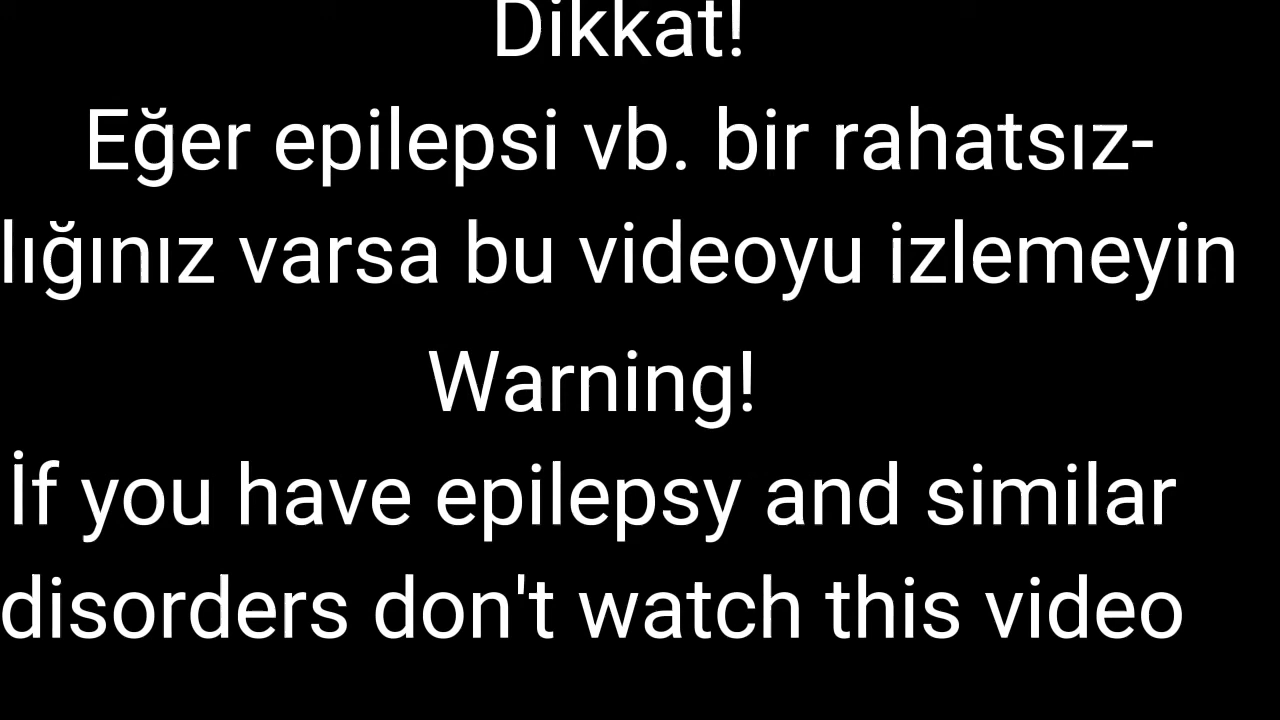 Dikkat!
Eğer epilepsi vb. bir rahatsız-
lığınız varsa bu videoyu izlemeyin
Warning!
İf you have epilepsy and similar
disorders don't watch this video